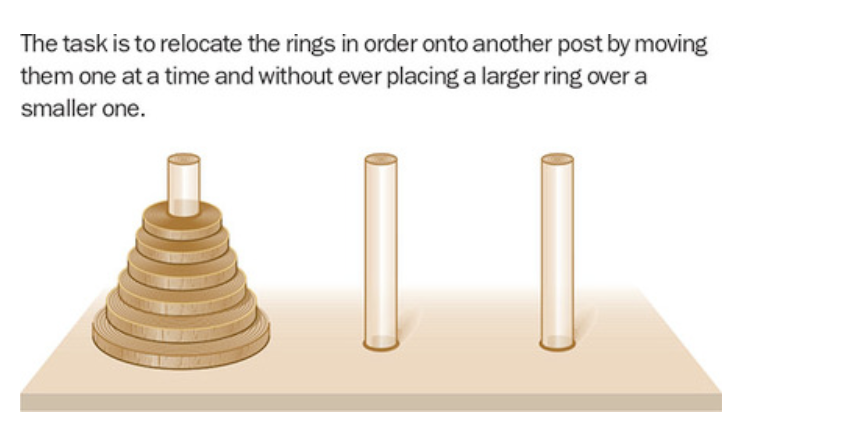 The task is to relocate the rings in order onto another post by moving
them one at a time and without ever placing a larger ring over a
smaller one.